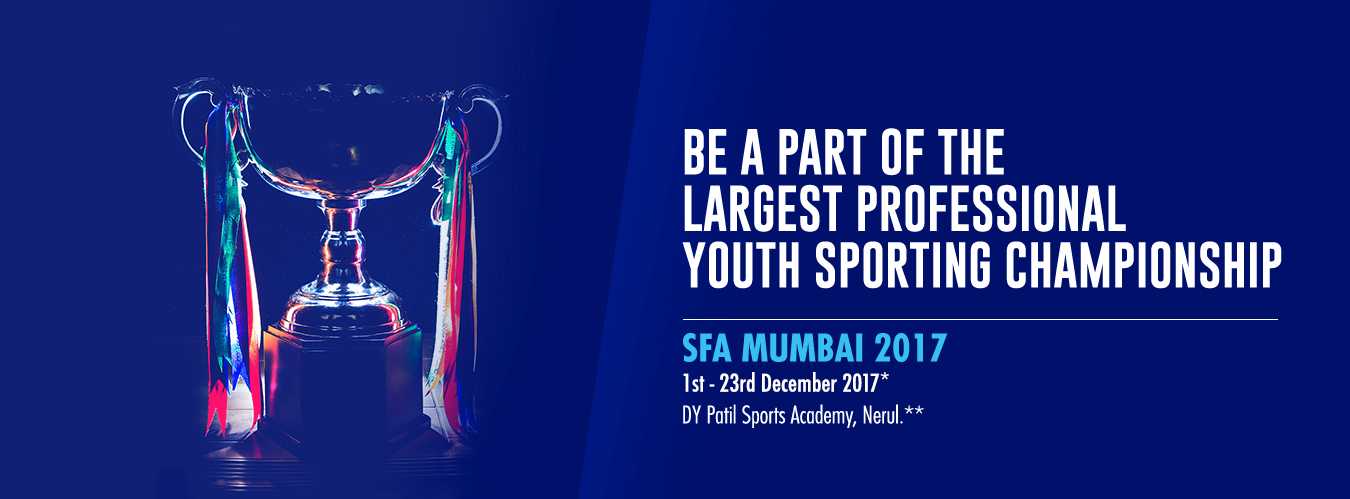 BE A PART OF THE
LARGEST PROFESSIONAL
YOUTH SPORTING CHAMPIONSHIP
SFA MUMBAI 2017
1st - 23rd December 2017*
DY Patil Sports Academy, Nerul.**